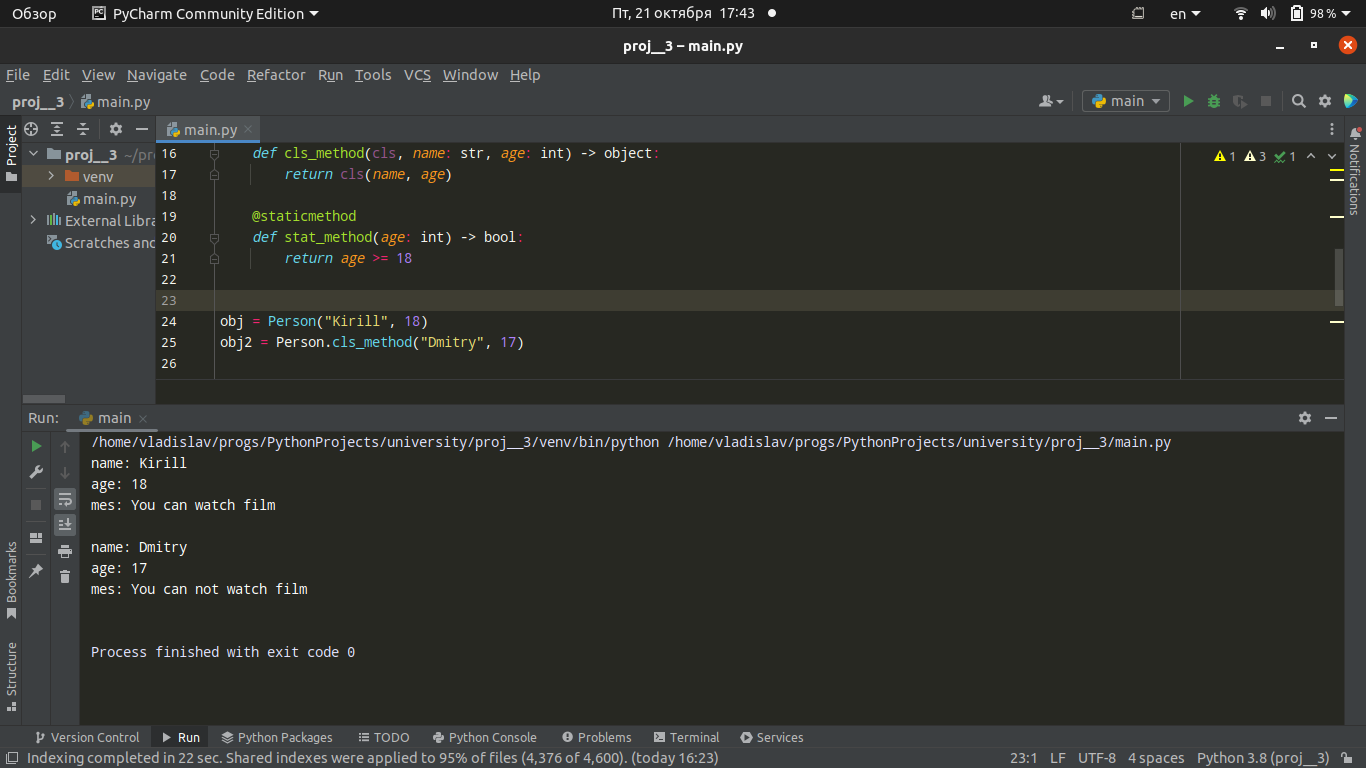 Обзор PyCharm Community Edition Пт, 21 октября 17:43 en 98 %
proj__3 – main.py
File Edit View Navigate Code Refactor Run Tools VCS Window Help
proj__3 main.py main
Project
main.py
proj__3 ~/pr
venv
main.py
External Libra
Scratches and
16 def cls_method(cls, name: str, age: int) -> object:
17 return cls(name, age)
18
19 @staticmethod
20 def stat_method(age: int) -> bool:
21 return age >= 18
22
23
24 obj = Person("Kirill", 18)
25 obj2 = Person.cls_method("Dmitry", 17)
26
1 3 1
Notifications
Run: main
/home/vladislav/progs/PythonProjects/university/proj__3/venv/bin/python /home/vladislav/progs/PythonProjects/university/proj__3/main.py
name: Kirill
age: 18
mes: You can watch film
name: Dmitry
age: 17
mes: You can not watch film
Process finished with exit code 0
Bookmarks
Structure
Version Control Run Python Packages TODO Python Console Problems Terminal Services
Indexing completed in 22 sec. Shared indexes were applied to 95% of files (4,376 of 4,600). (today 16:23) 23:1 LF UTF-8 4 spaces Python 3.8 (proj__3)